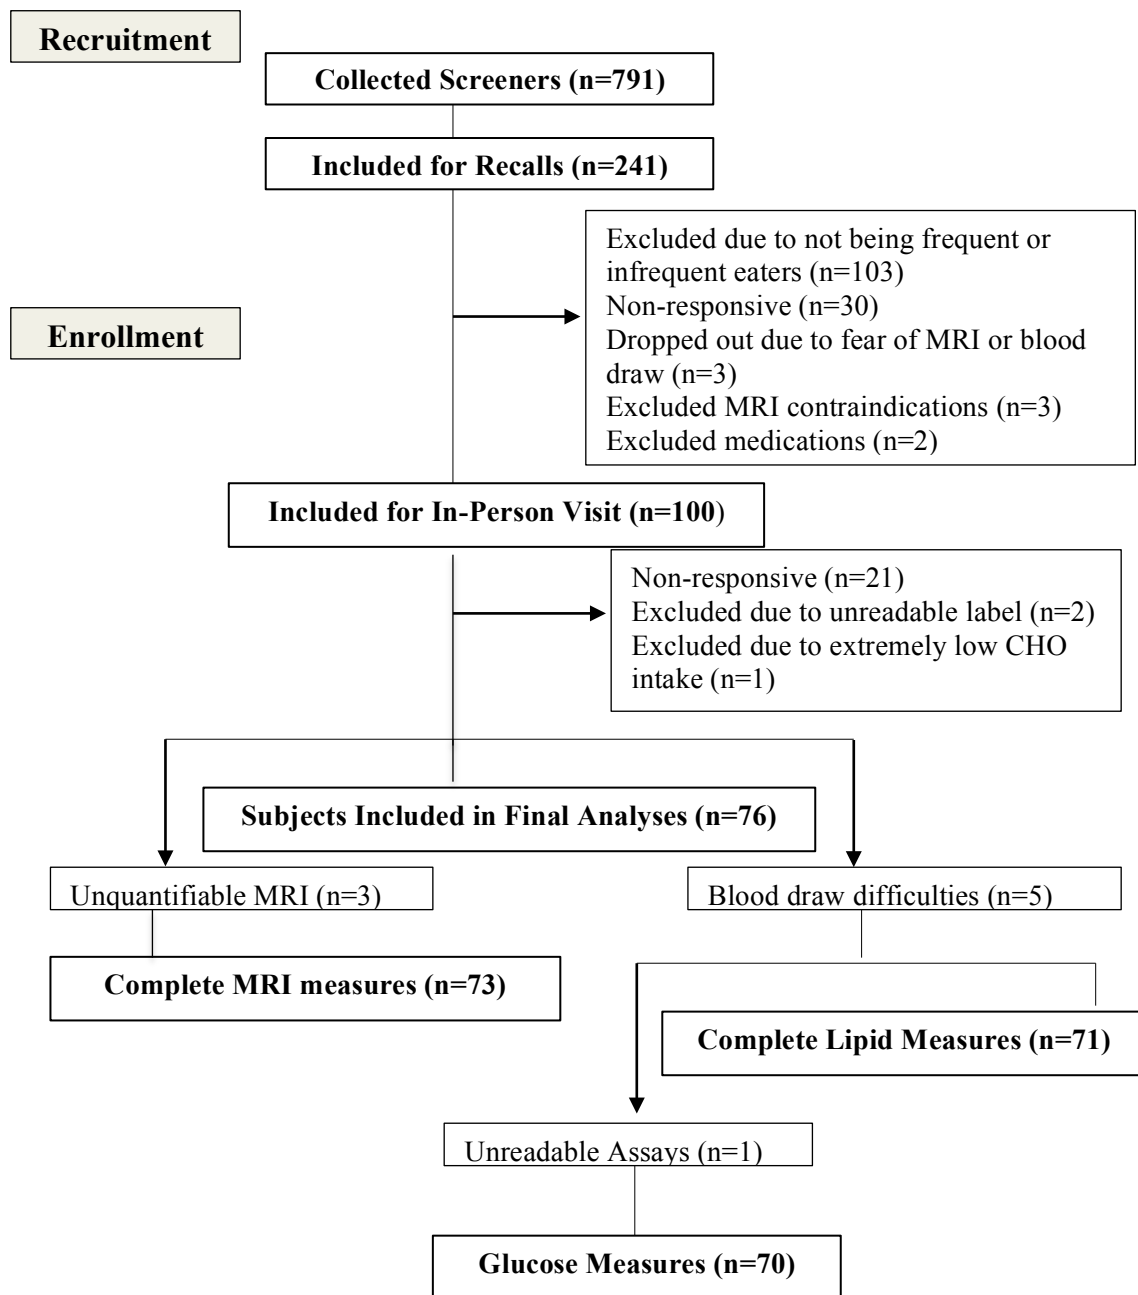 Recruitment
Collected Screeners (n=791)
Included for Recalls (n=241)
Excluded due to not being frequent or
infrequent eaters (n=103)
Non-responsive (n=30)
Dropped out due to fear of MRI or blood
draw (n=3)
Excluded MRI contraindications (n=3)
Excluded medications (n=2)
Enrollment
Included for In-Person Visit (n=100)
Non-responsive (n=21)
Excluded due to unreadable label (n=2)
Excluded due to extremely low CHO
intake (n=1)
Subjects Included in Final Analyses (n=76)
Unquantifiable MRI (n=3)
Blood draw difficulties (n=5)
Complete MRI measures (n=73)
Complete Lipid Measures (n=71)
Unreadable Assays (n=1)
Glucose Measures (n=70)